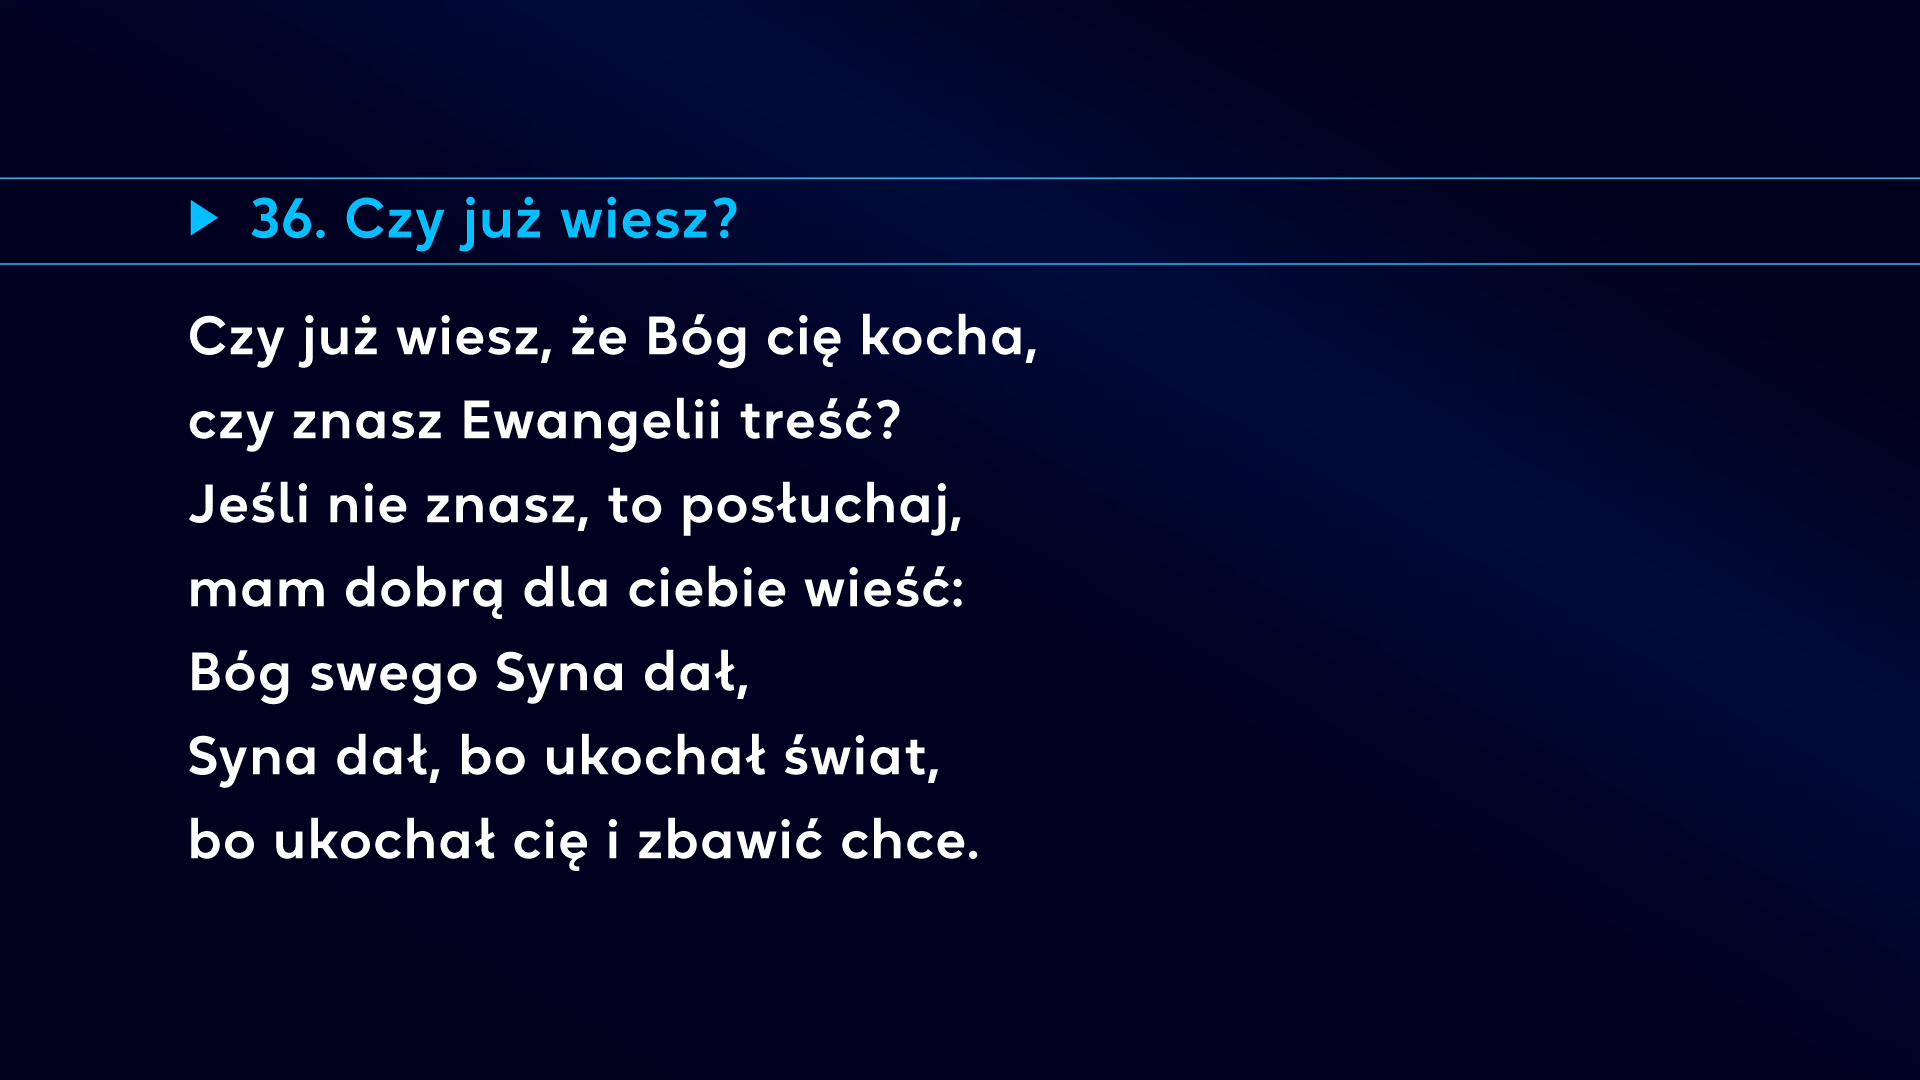 36. Czy już wiesz?
Czy już wiesz, że Bóg cię kocha,
czy znasz Ewangelii treść?
Jeśli nie znasz, to posłuchaj,
mam dobrą dla ciebie wieść:
Bóg swego Syna dał,
Syna dał, bo ukochał świat,
bo ukochał cię i zbawić chce.